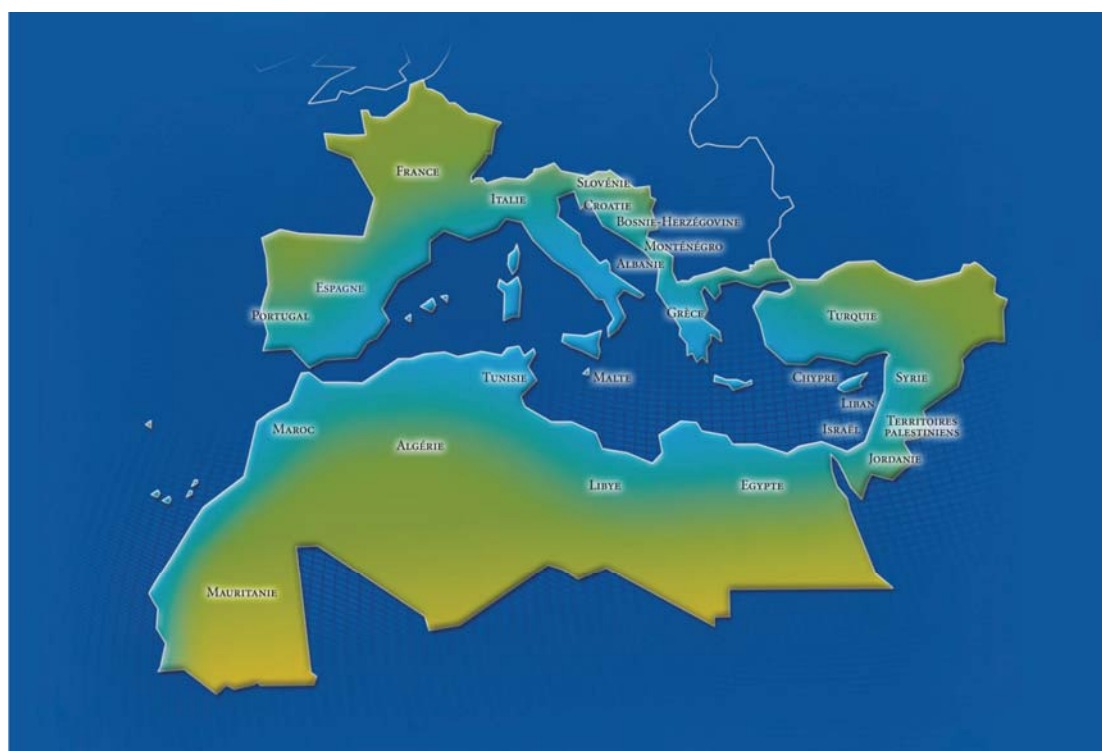 France
Slovénie
Italie
Croatie
Bosnie-Herzégovine
Monténégro
Albanie
Espagne
Portugal
Grèce
Turquie
Tunisie
Malte
Chypre
Syrie
Liban
Israël
Territoires
palestiniens
Maroc
Algérie
Jordanie
Libye
Egypte
Mauritanie